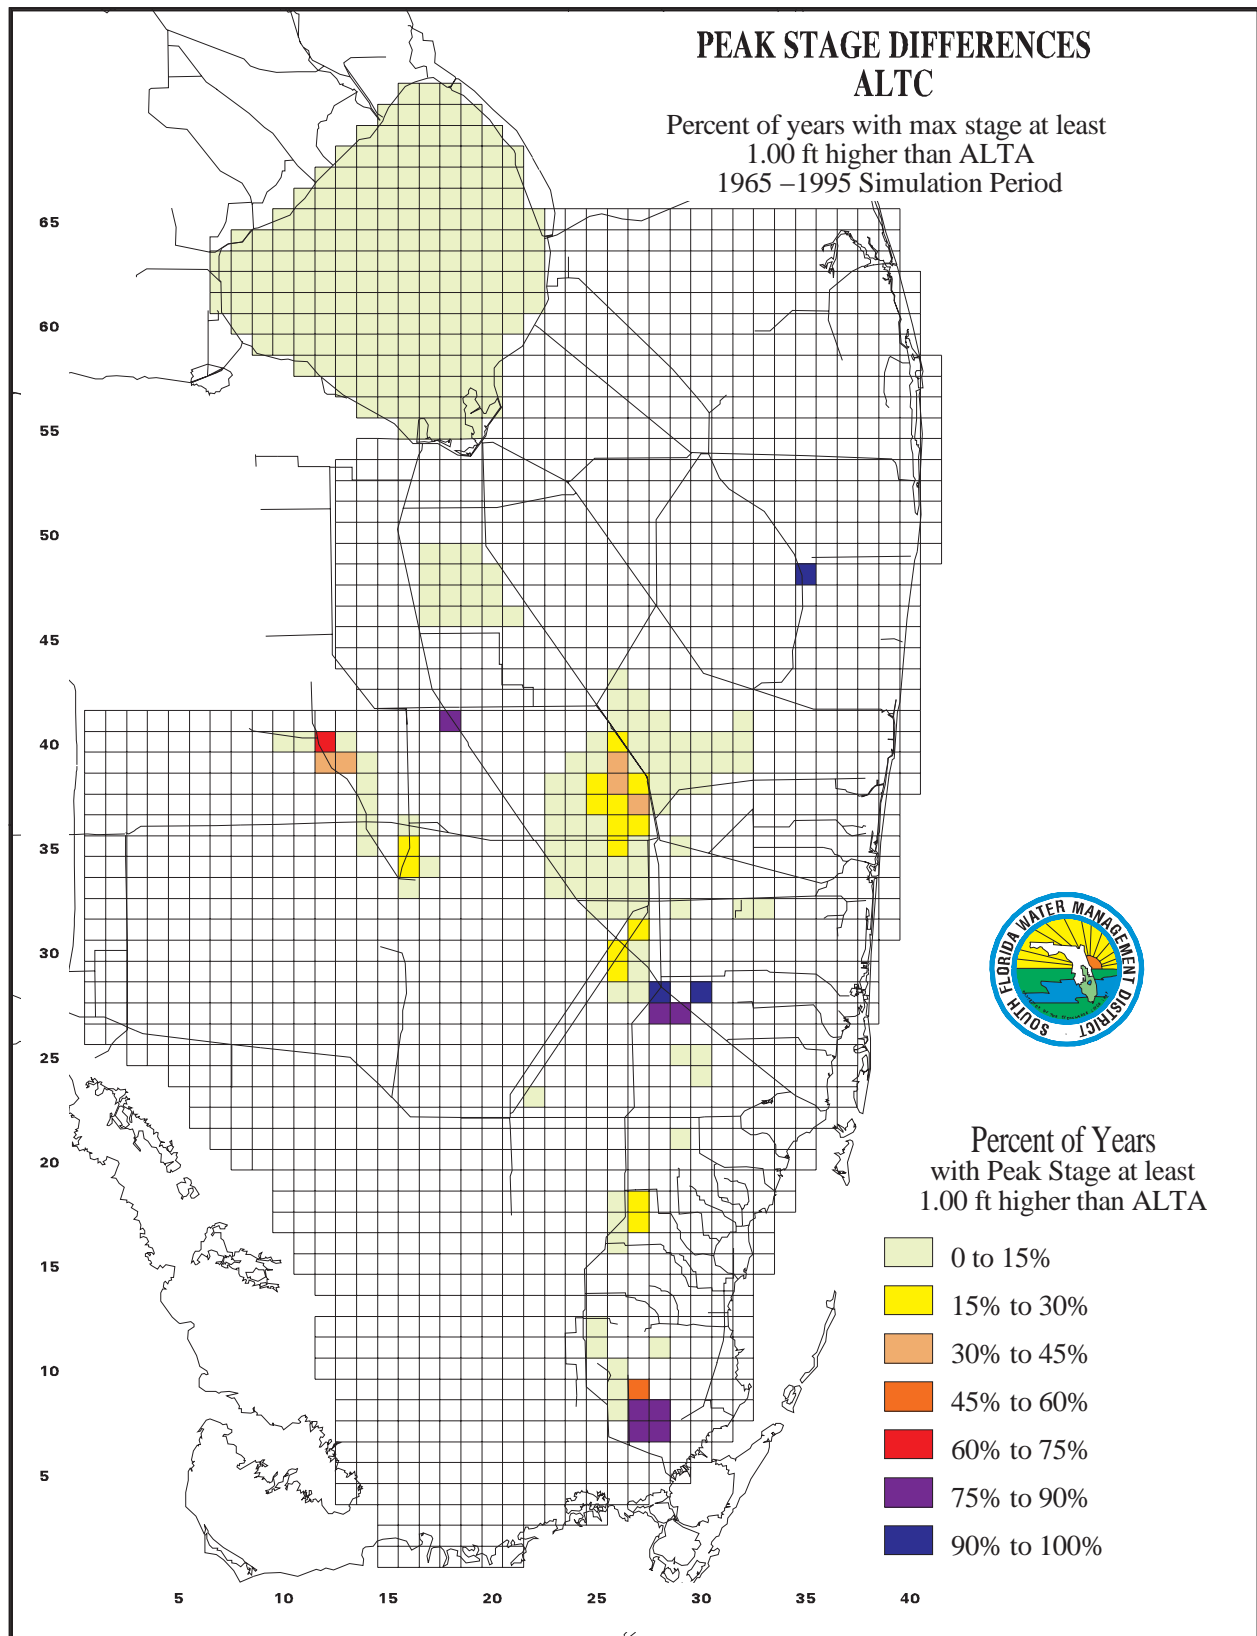 PEAK STAGE DIFFERENCES
ALTC
Percent of years with max stage at least
1.00 ft higher than ALTA
1965 –1995 Simulation Period
65
60
55
50
45
40
35
30
25
20
15
10
5
SOUTH FLORIDA WATER MANAGEMENT DISTRICT
Percent of Years
with Peak Stage at least
1.00 ft higher than ALTA
0 to 15%
15% to 30%
30% to 45%
45% to 60%
60% to 75%
75% to 90%
90% to 100%
5 10 15 20 25 30 35 40